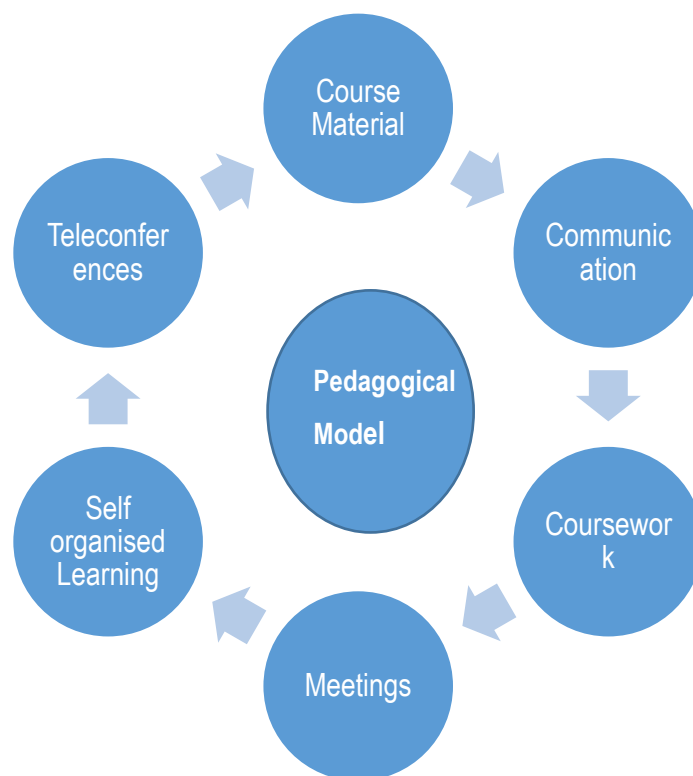 Course
Material
Communic
ation
Coursewor
k
Meetings
Self
organised
Learning
Teleconfer
ences
Pedagogical
Model